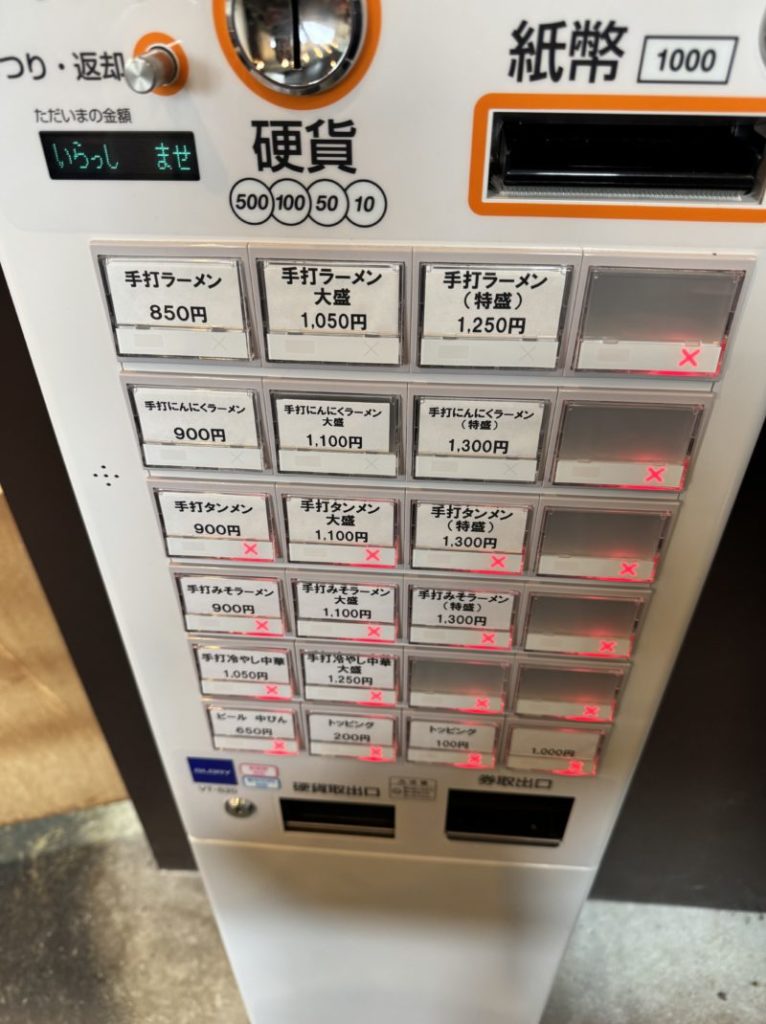 つり・返却
ただいまの金額
いらっし ませ
硬貨
500 100 50 10
紙幣 1000
手打ラーメン
850円
手打ラーメン
大盛
1,050円
手打ラーメン
(特盛)
1,250円
手打にんにくラーメン
900円
手打にんにくラーメン
大盛
1,100円
手打にんにくラーメン
(特盛)
1,300円
手打タンメン
900円
手打タンメン
大盛
1,100円
手打タンメン
(特盛)
1,300円
手打みそラーメン
900円
手打みそラーメン
大盛
1,100円
手打みそラーメン
(特盛)
1,300円
手打冷やし中華
1,050円
手打冷やし中華
大盛
1,250円
ビール 中びん
650円
トッピング
200円
トッピング
100円
1,000円
GLORY
硬貨取出口
券取出口